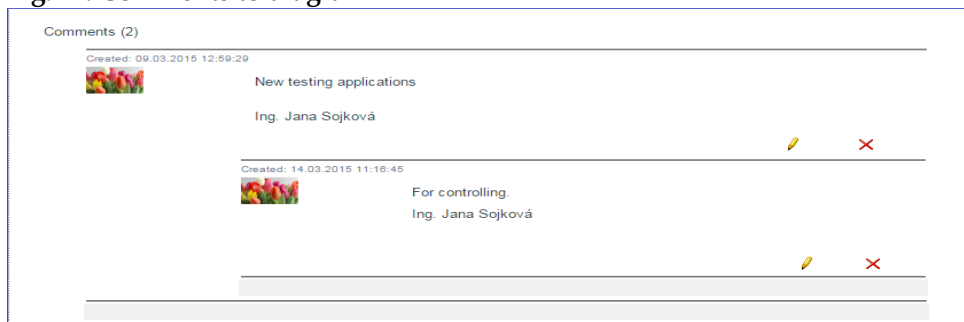 Comments (2)
Created: 09.03.2015 12:59:29
New testing applications
Ing. Jana Sojková
Created: 14.03.2015 11:16:45
For controlling.
Ing. Jana Sojková